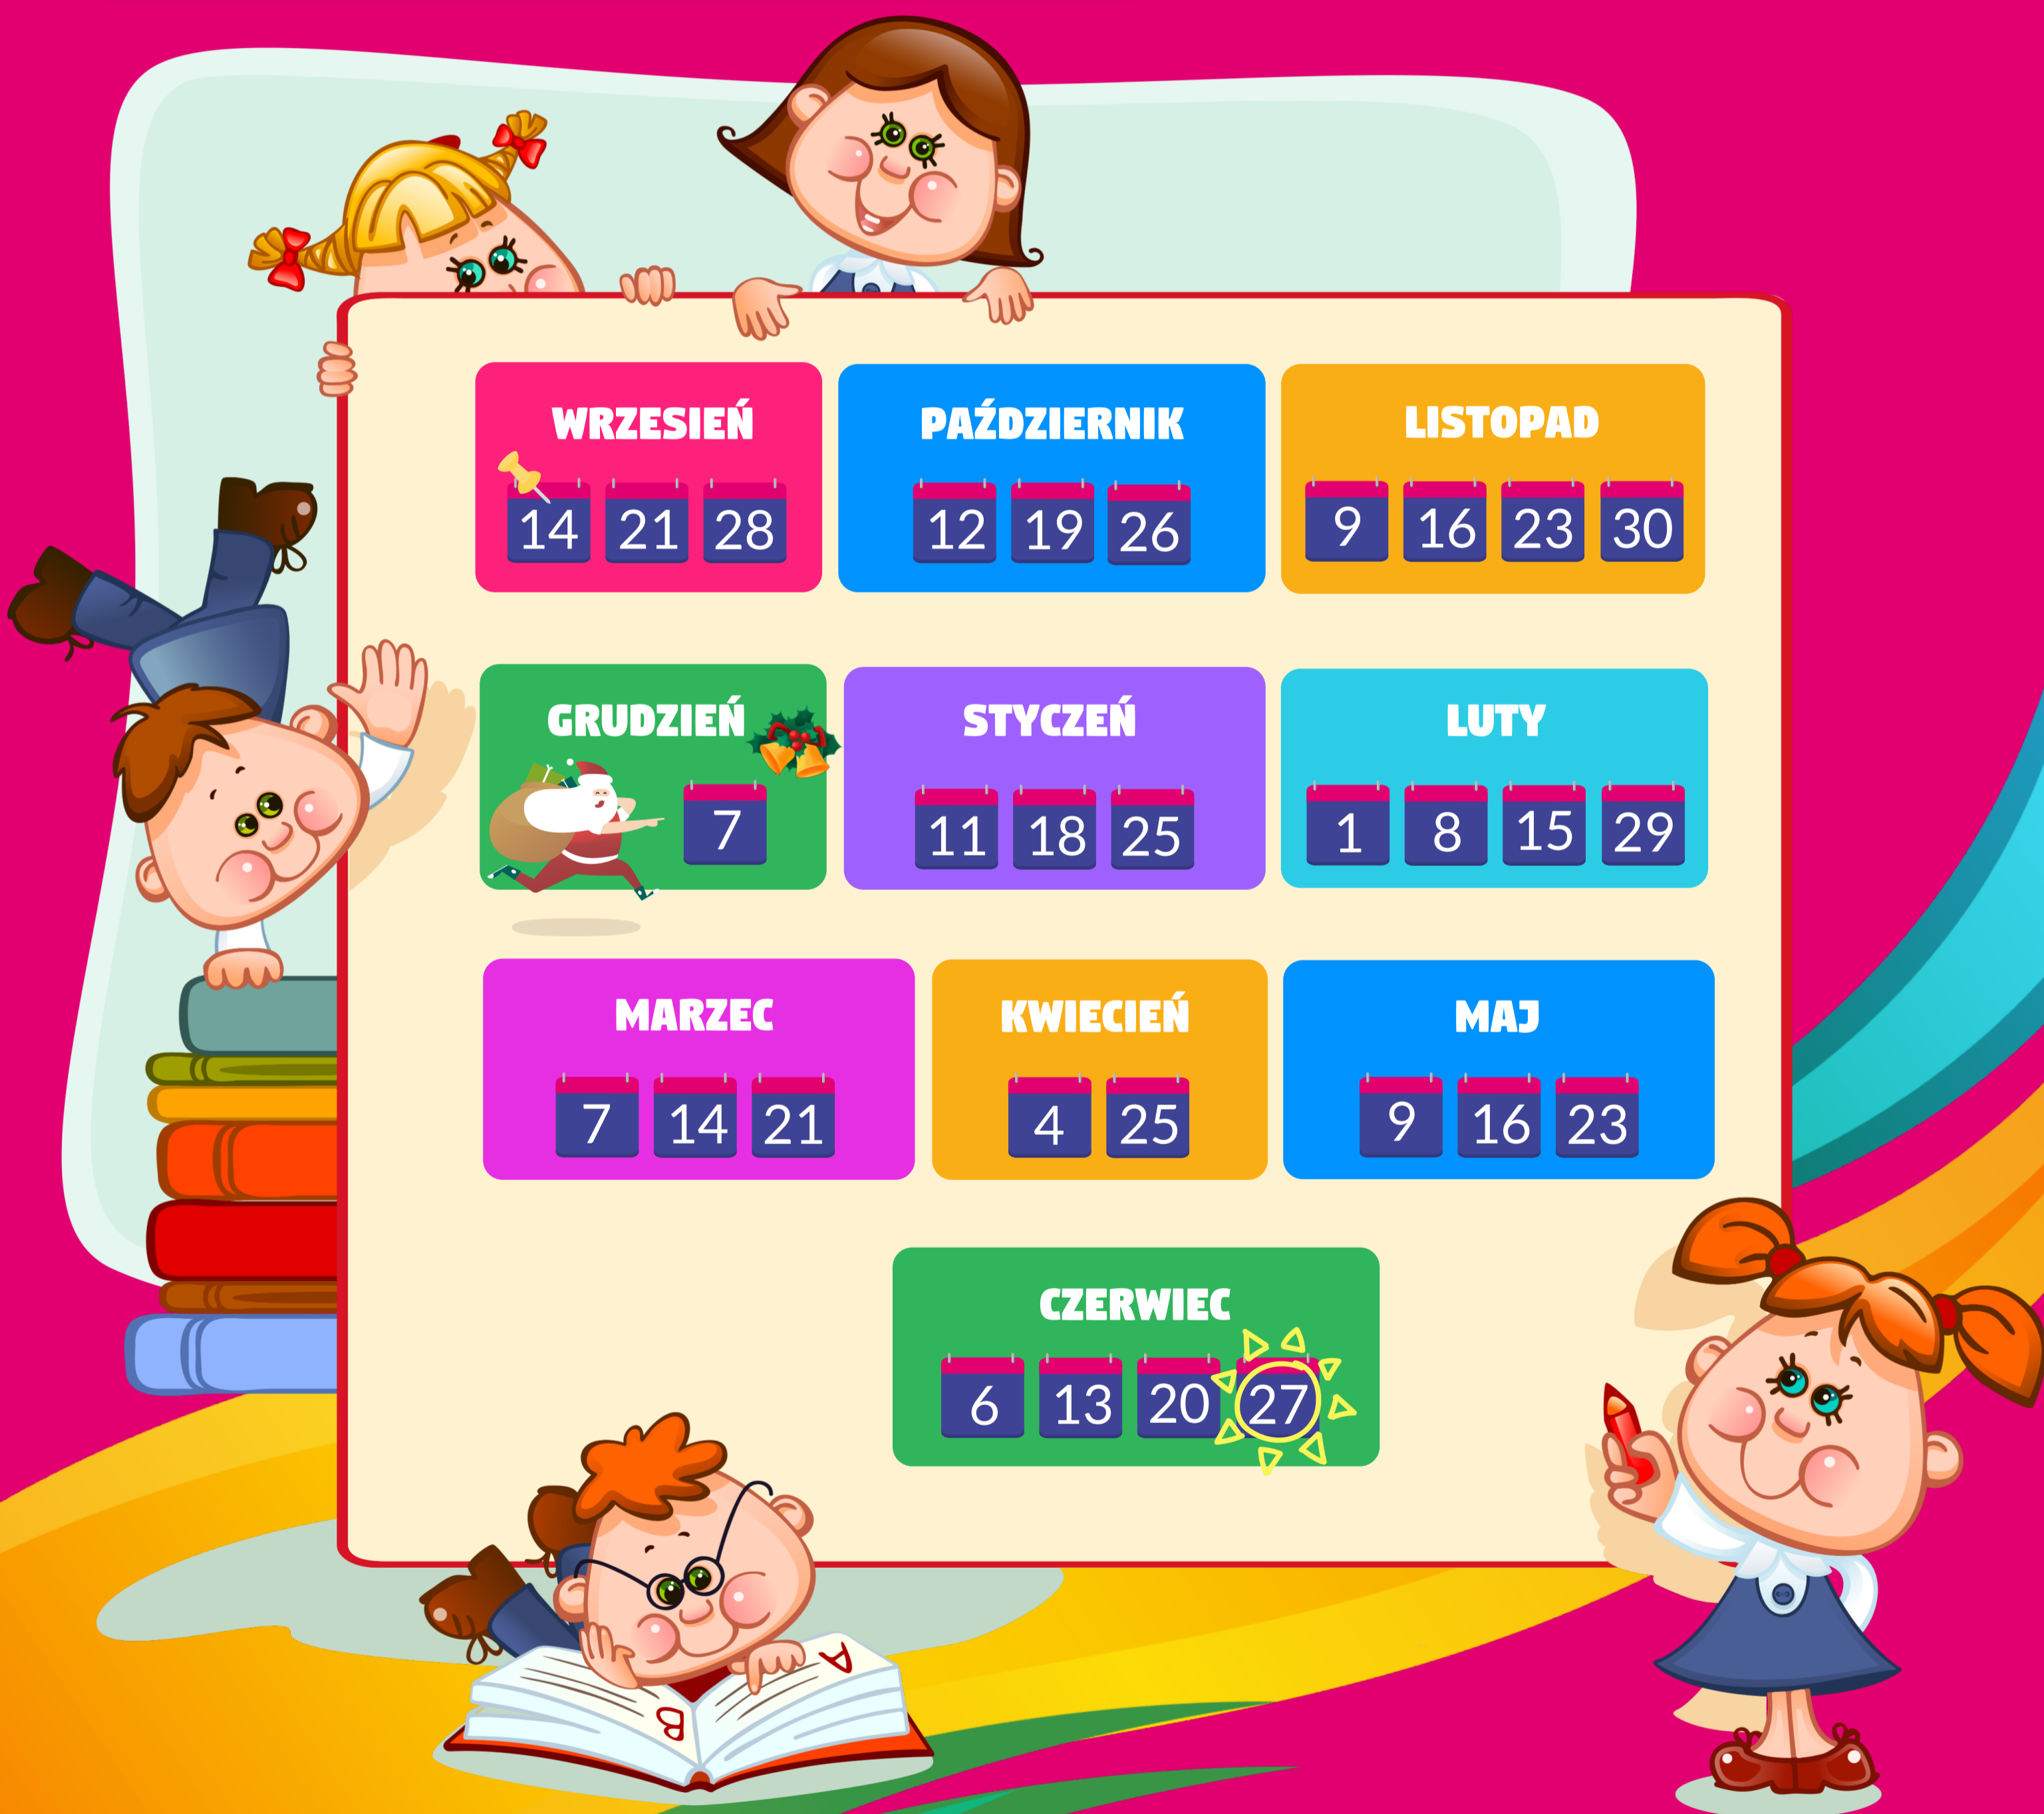 WRZESIEŃ
14 21 28
PAŹDZIERNIK
12 19 26
LISTOPAD
9 16 23 30
GRUDZIEŃ
7
STYCZEŃ
11 18 25
LUTY
1 8 15 29
MARZEC
7 14 21
KWIECIEŃ
4 25
MAJ
9 16 23
CZERWIEC
6 13 20 27
A
B